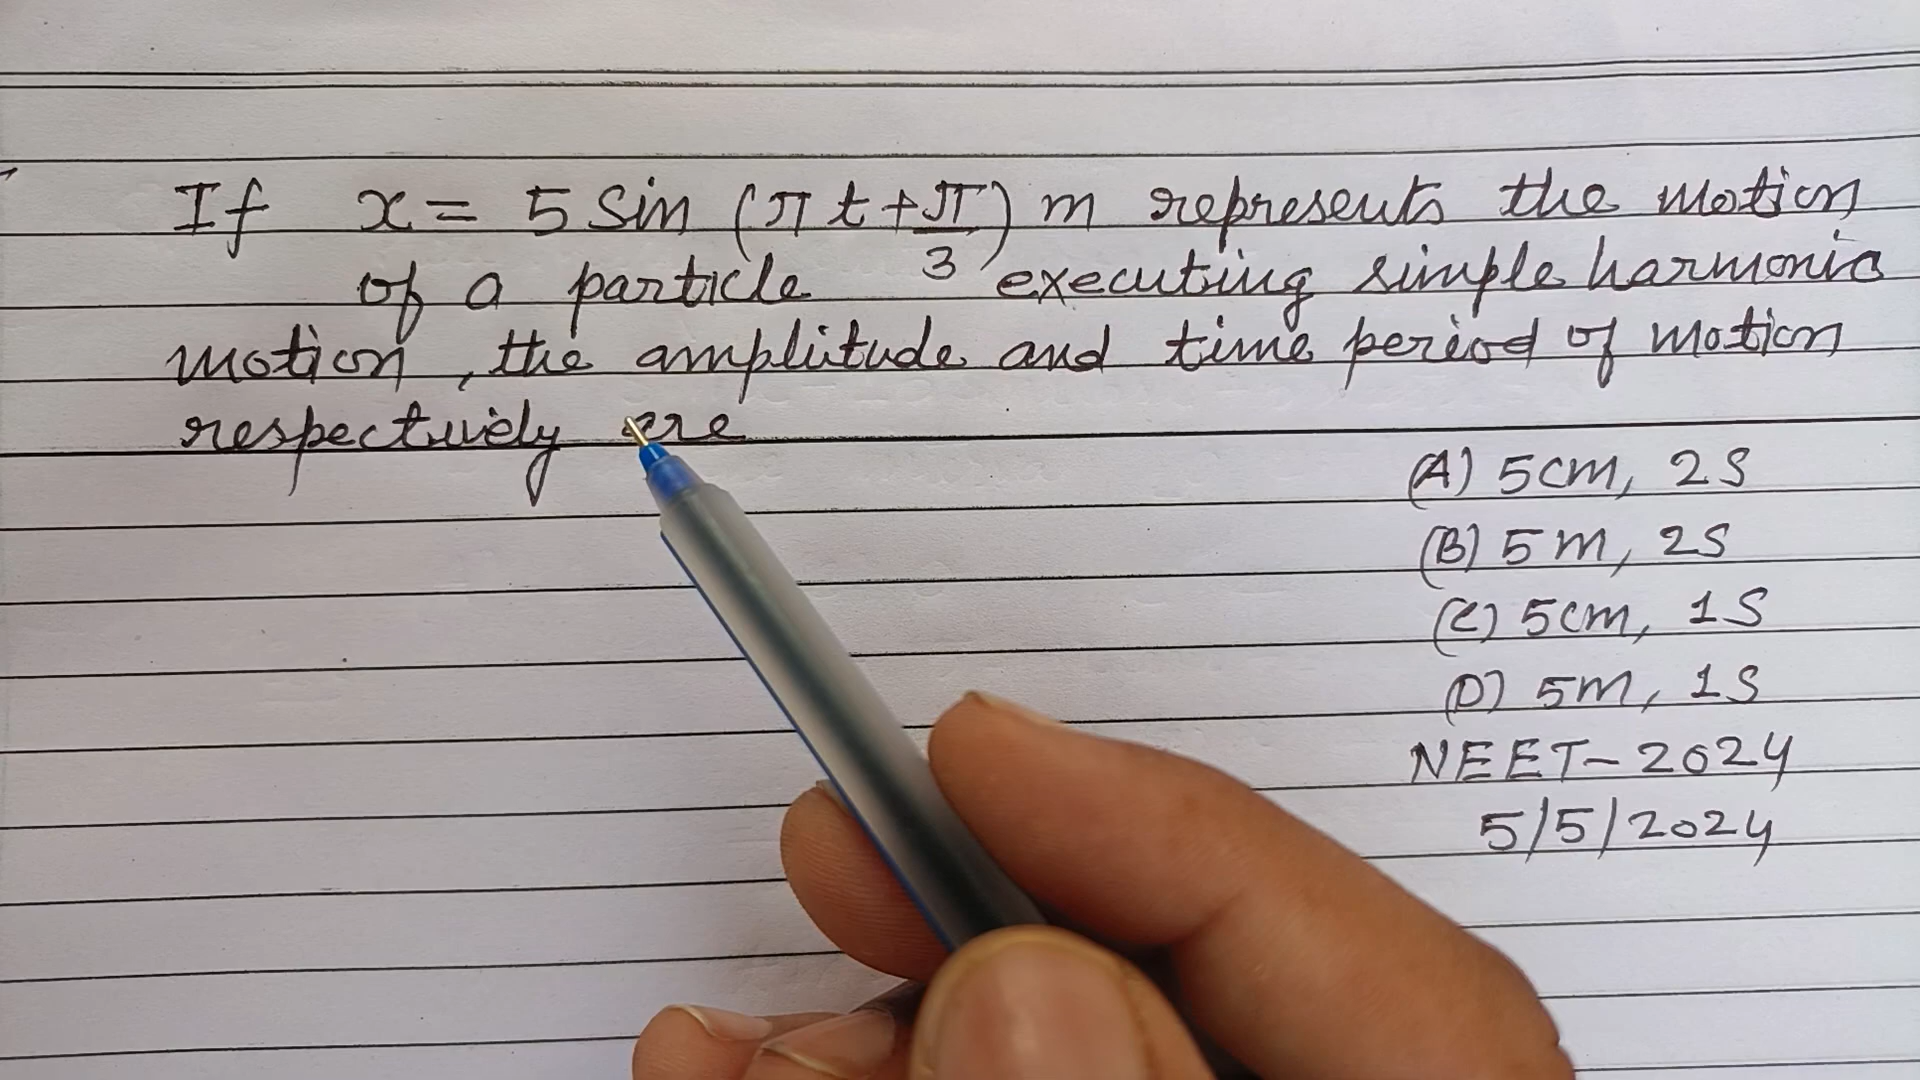 If x = 5 sin (π t + π/3) m represents the motion
of a particle executing simple harmonic
motion, the amplitude and time period of motion
respectively are
(A) 5cm, 2S
(B) 5m, 2S
(C) 5cm, 1S
(D) 5m, 1S
NEET-2024
5/5/2024